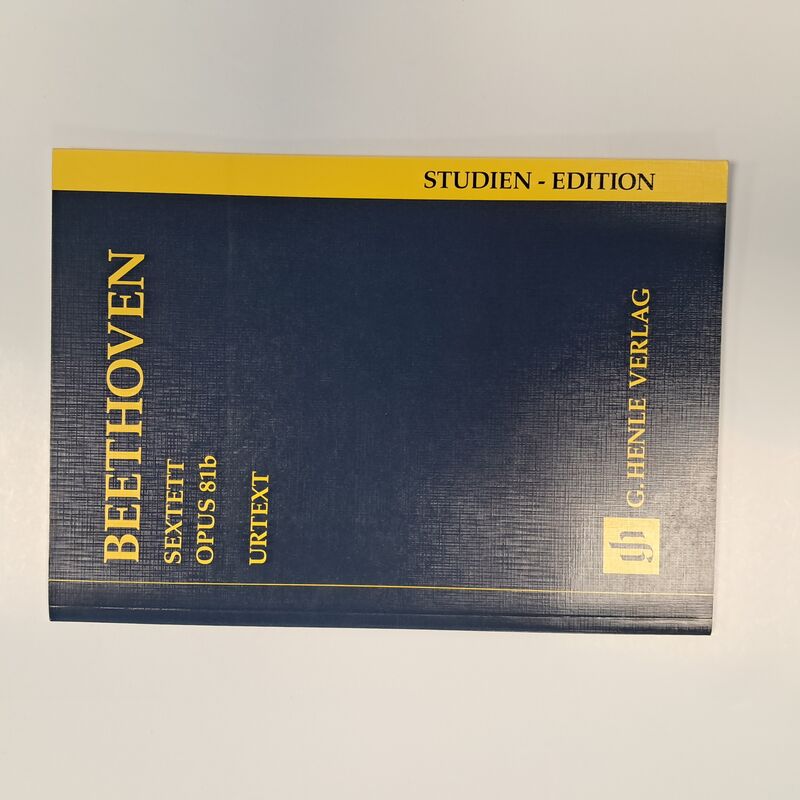 BEETHOVEN
SEXTETT
OPUS 81b
URTEXT
G. HENLE VERLAG
STUDIEN - EDITION